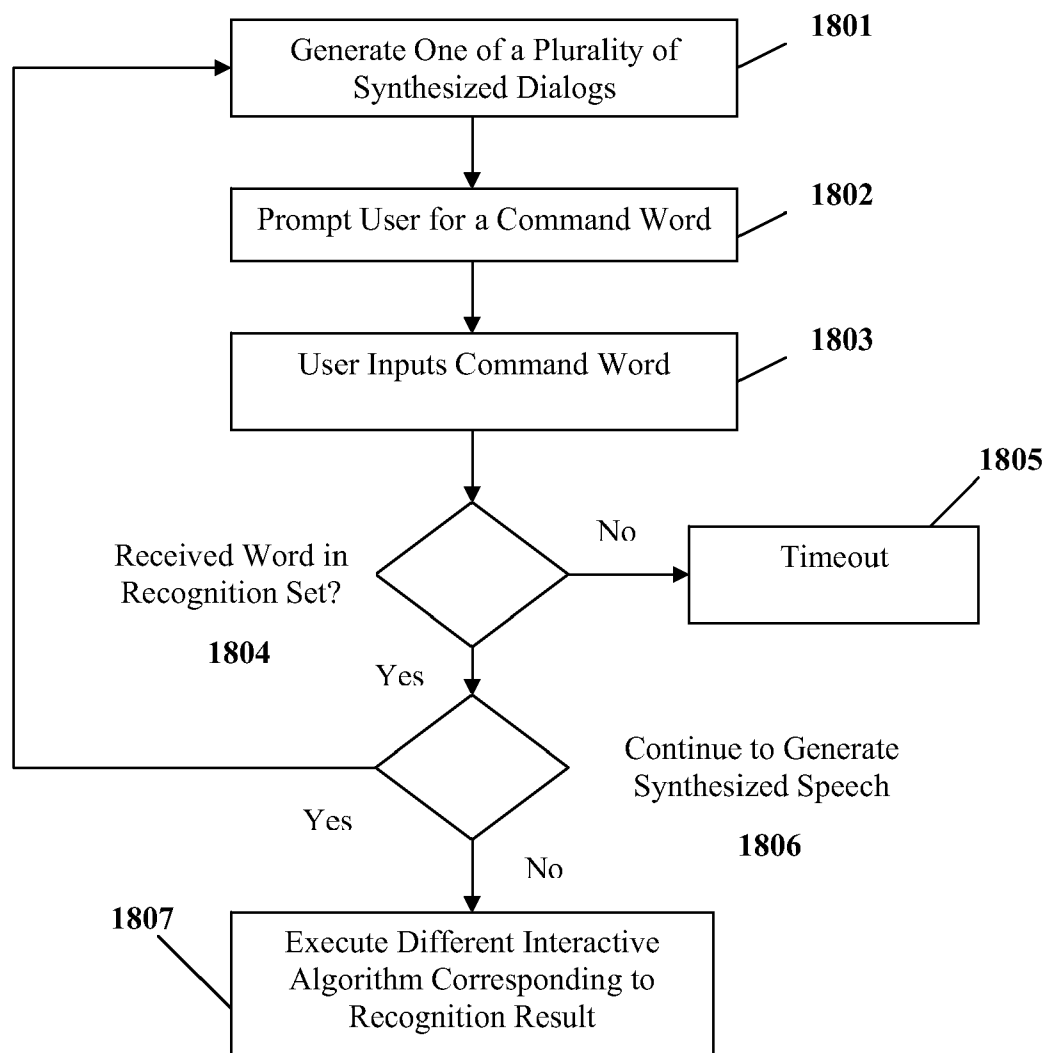 1801
Generate One of a Plurality of
Synthesized Dialogs
1802
Prompt User for a Command Word
1803
User Inputs Command Word
1805
No
Timeout
Received Word in
Recognition Set?
1804
Yes
Continue to Generate
Synthesized Speech
1806
Yes
No
1807
Execute Different Interactive
Algorithm Corresponding to
Recognition Result